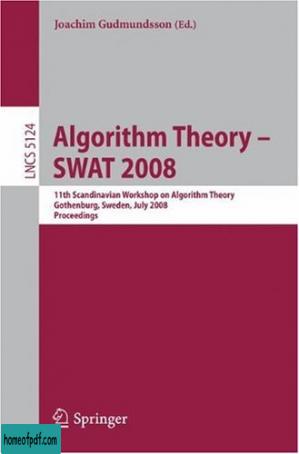 Joachim Gudmundsson (Ed.)
LNCS 5124
Algorithm Theory –
SWAT 2008
11th Scandinavian Workshop on Algorithm Theory
Gothenburg, Sweden, July 2008
Proceedings
Springer
homeofpdf.com